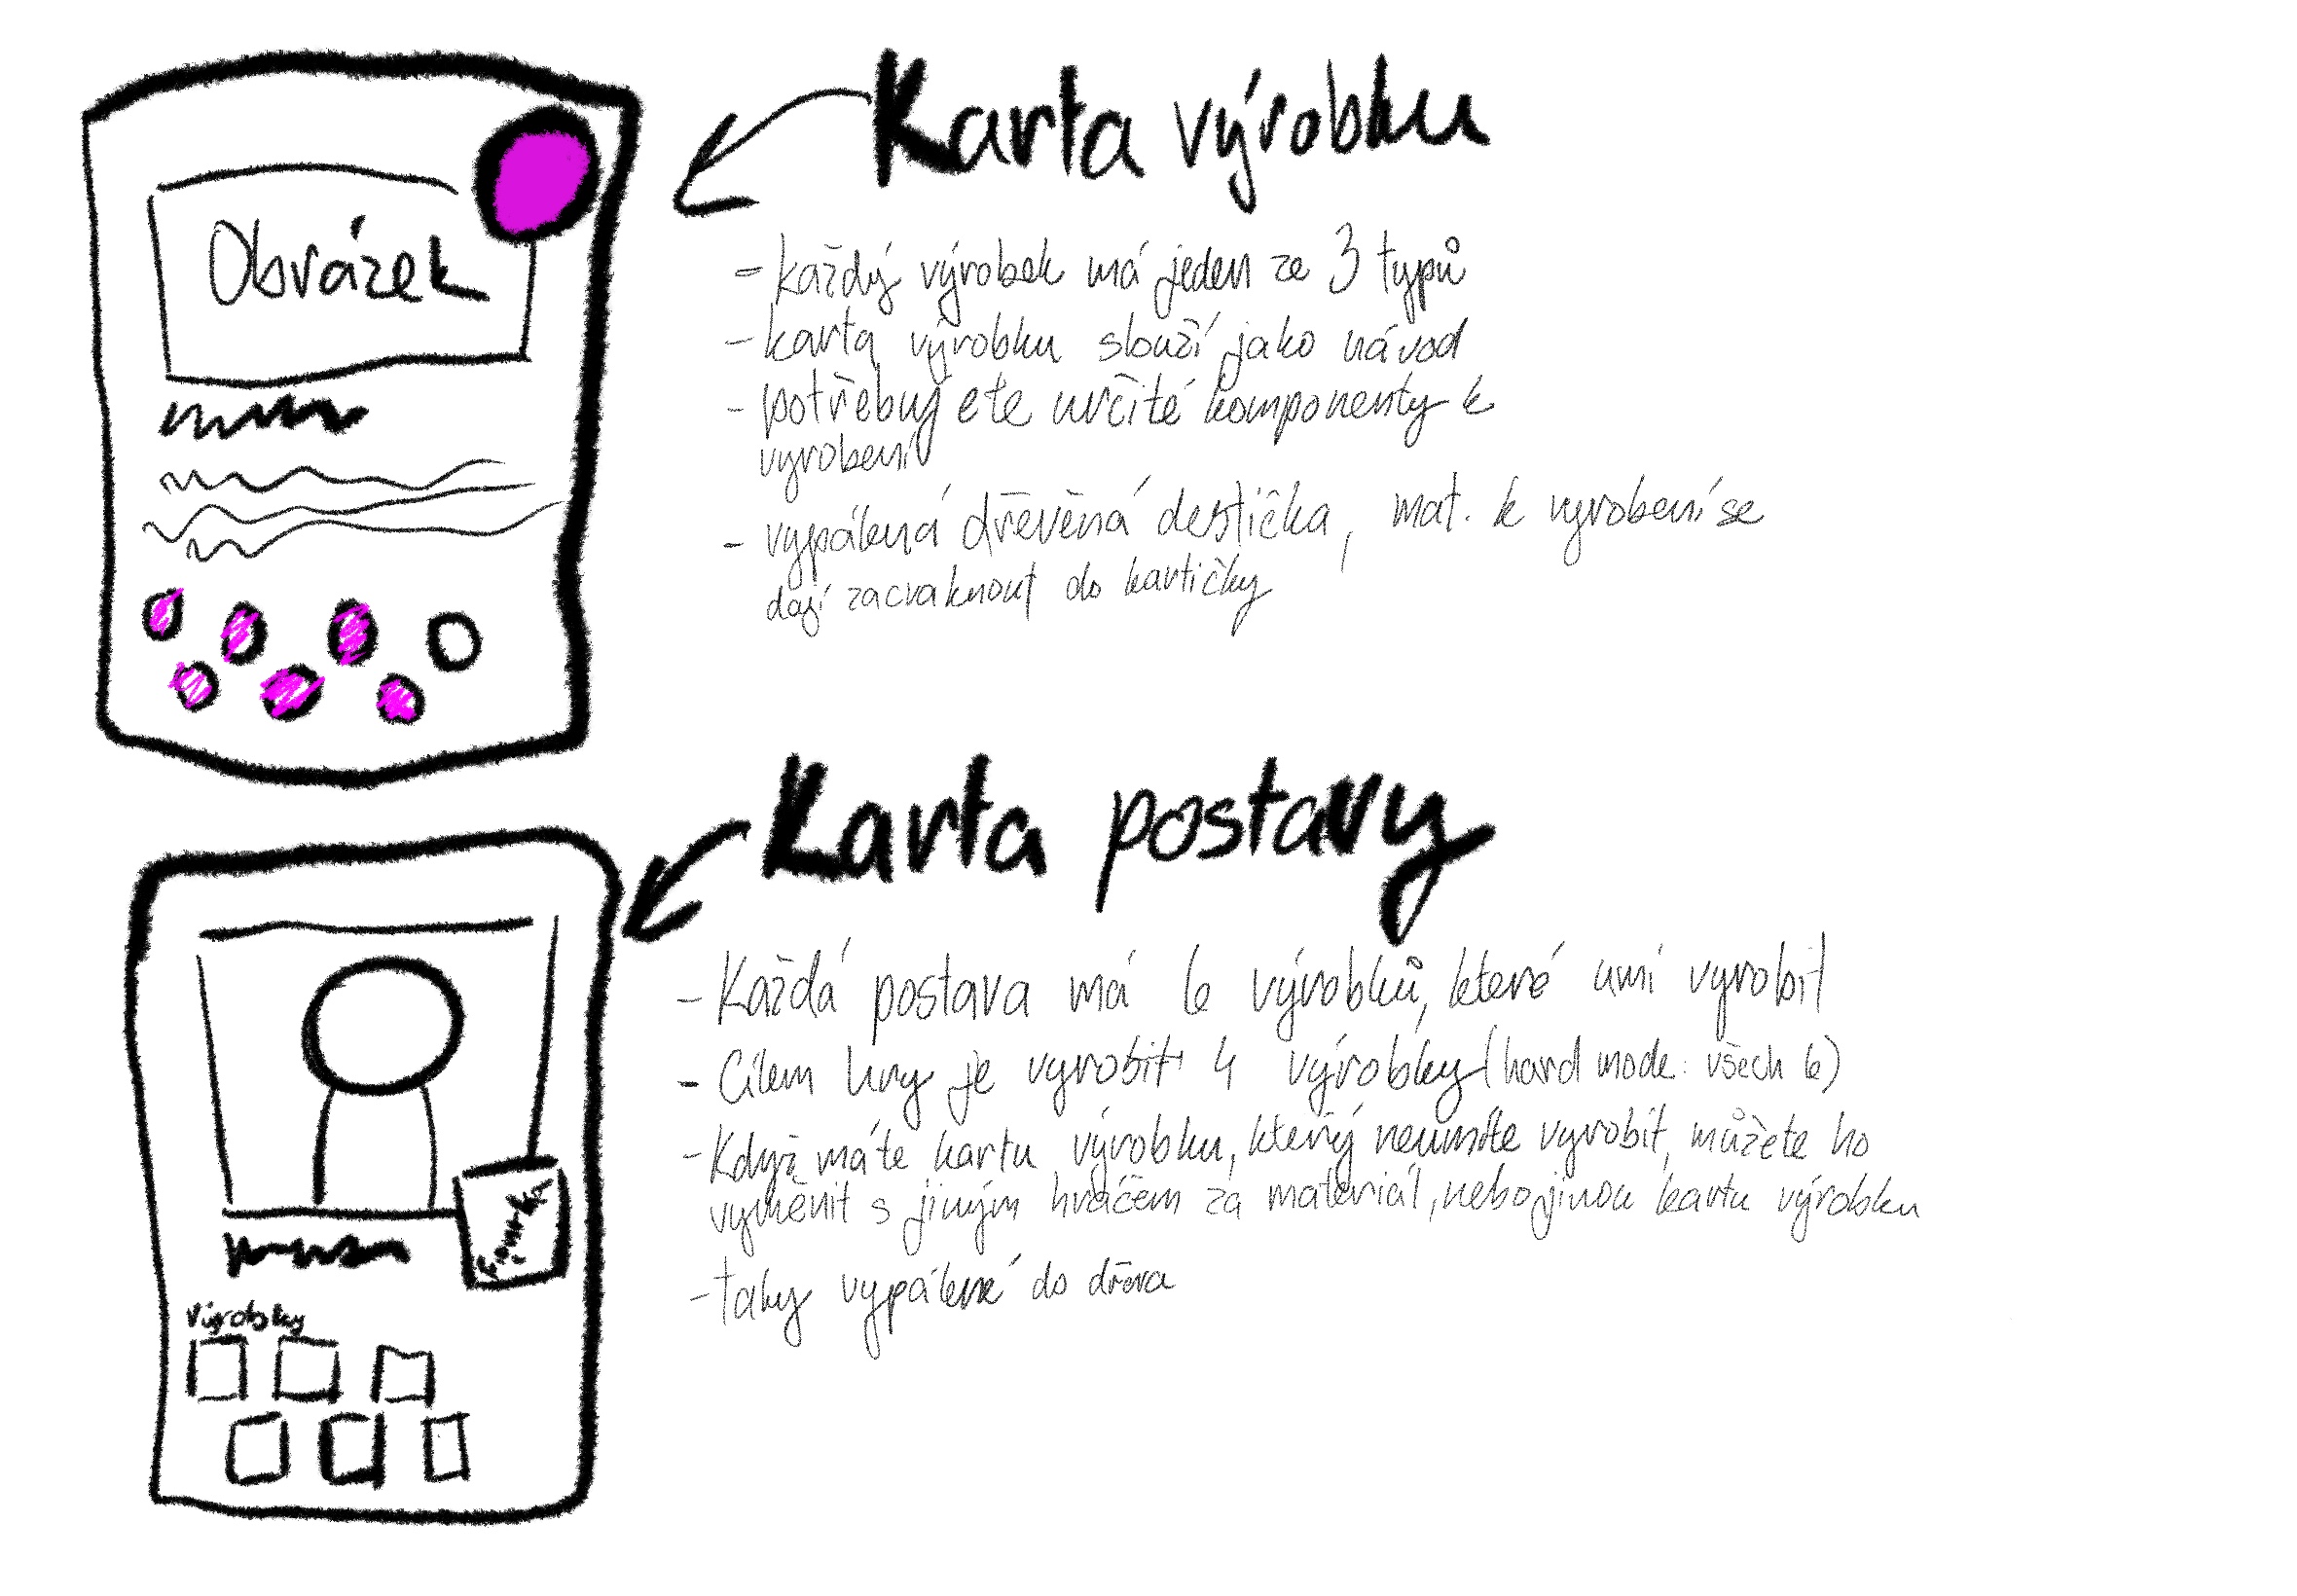 Karta výrobku
Obrázek
- každý výrobek má jeden ze 3 typů
- karta výrobku slouží jako návod
- potřebujete určité komponenty k
vyrobení
- vypálená dřěvěná destička, mat. k vyrobení se
dají zacvaknout do kartičky
Karta postavy
- Každá postava má 6 výrobků, které umí vyrobit
- Cílem hry je vyrobit 4 výrobky (hard mode: všech 6)
- Když máte kartu výrobku, který neumíte vyrobit, můžete ho
vyměnit s jiným hráčem za materiál, nebo jinou kartu výrobku
- taky vypálené do dřeva
Výrobky